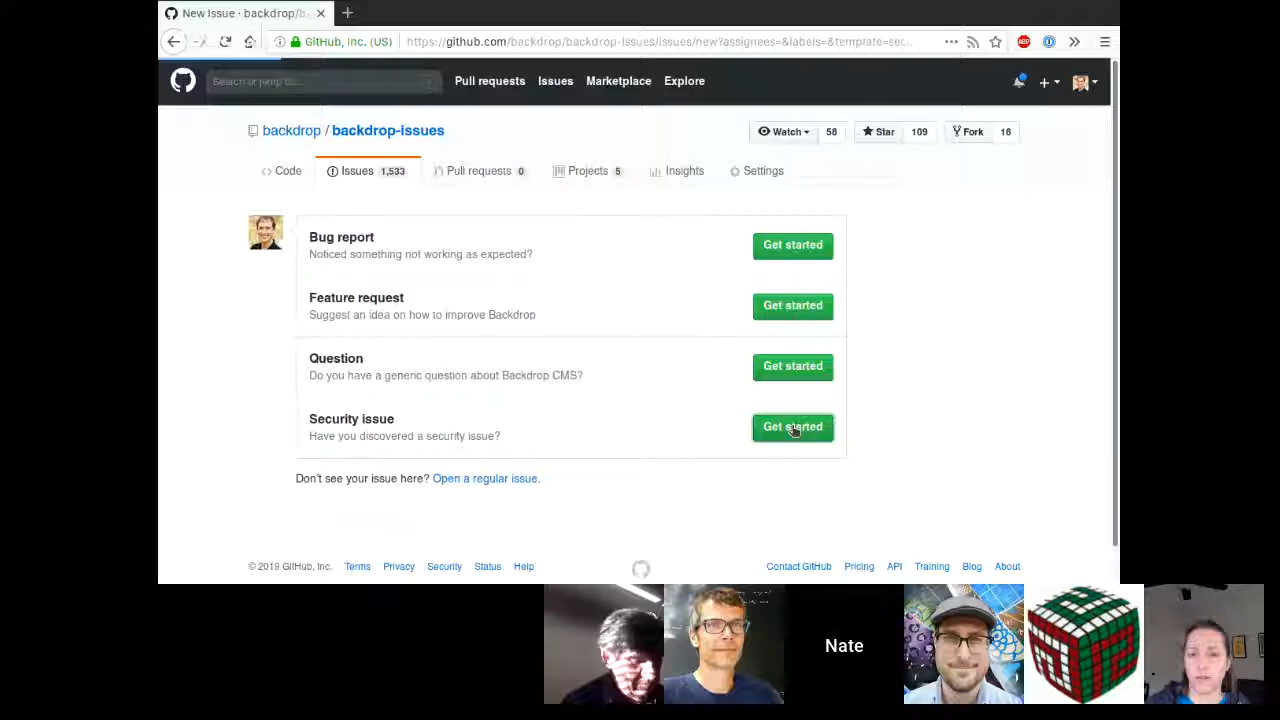 New Issue · backdrop/b
GitHub, Inc. (US)
https://github.com/backdrop/backdrop-issues/issues/new?assignees=&labels=&template=sec...
Search or jump to...
Pull requests
Issues
Marketplace
Explore
backdrop / backdrop-issues
Watch
58
Star
109
Fork
16
Code
Issues 1,533
Pull requests 0
Projects 5
Insights
Settings
Bug report
Noticed something not working as expected?
Get started
Feature request
Suggest an idea on how to improve Backdrop
Get started
Question
Do you have a generic question about Backdrop CMS?
Get started
Security issue
Have you discovered a security issue?
Get started
Don't see your issue here? Open a regular issue.
© 2019 GitHub, Inc.
Terms
Privacy
Security
Status
Help
Contact GitHub
Pricing
API
Training
Blog
About
Nate